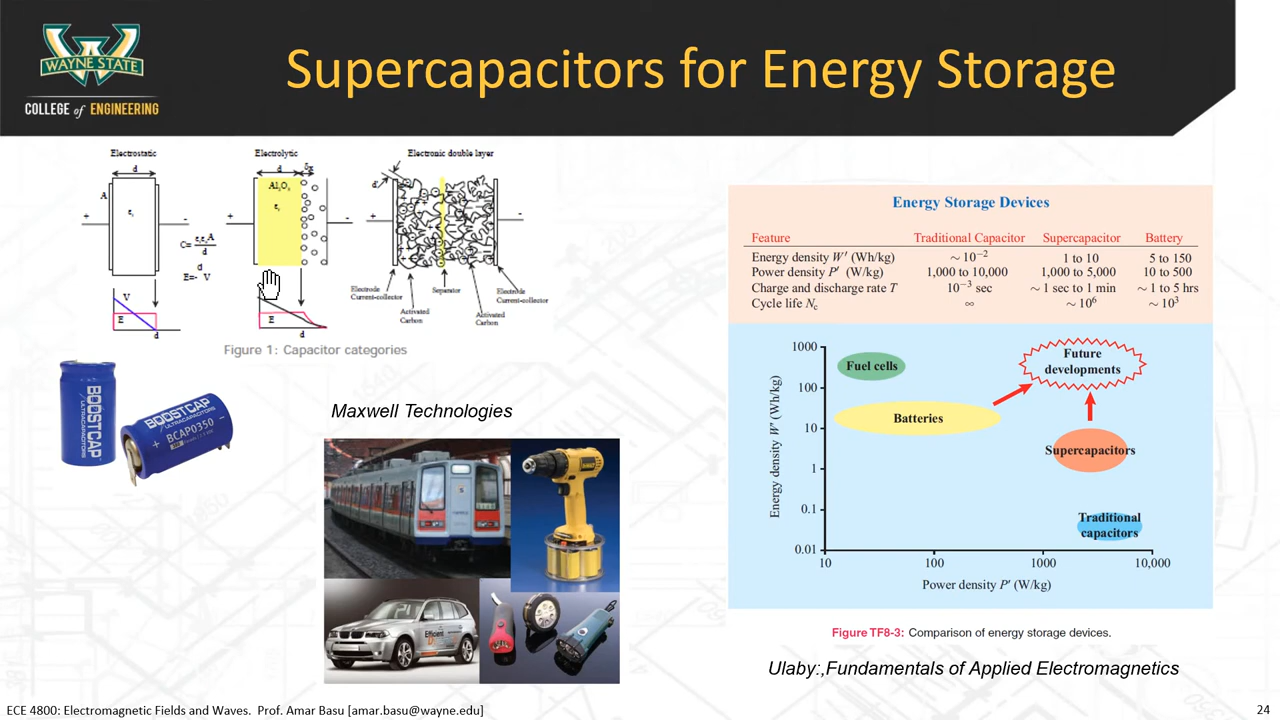 WAYNE STATE
COLLEGE of ENGINEERING
Supercapacitors for Energy Storage
Electrostatic
d
A
εr
+
-
C= εrε0A
d
d
E=- V
V
E
d
Electrolytic
d
Al2O3
εr
+
-
E
d
Electronic double layer
d
+
-
Electrode
Current-collector
Activated
Carbon
Separator
Activated
Carbon
Electrode
Current-collector
Figure 1: Capacitor categories
BOOSTCAP
ULTRACAPACITORS
BOOSTCAP
ULTRACAPACITORS
+ BCAP0350 -
Maxwell Technologies
Efficient
Energy Storage Devices
Feature Traditional Capacitor Supercapacitor Battery
Energy density W′ (Wh/kg) ∼ 10⁻² 1 to 10 5 to 150
Power density P′ (W/kg) 1,000 to 10,000 1,000 to 5,000 10 to 500
Charge and discharge rate T 10⁻³ sec ∼ 1 sec to 1 min ∼ 1 to 5 hrs
Cycle life Nc ∞ ∼ 10⁶ ∼ 10³
1000
100
10
1
0.1
0.01
Energy density W′ (Wh/kg)
Fuel cells
Batteries
Future
developments
Supercapacitors
Traditional
capacitors
10 100 1000 10,000
Power density P′ (W/kg)
Figure TF8-3: Comparison of energy storage devices.
Ulaby:,Fundamentals of Applied Electromagnetics
ECE 4800: Electromagnetic Fields and Waves. Prof. Amar Basu [amar.basu@wayne.edu]
24